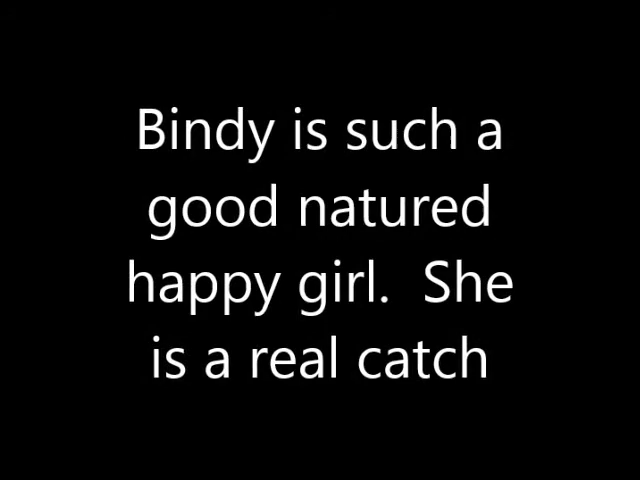 Bindy is such a
good natured
happy girl.  She
is a real catch